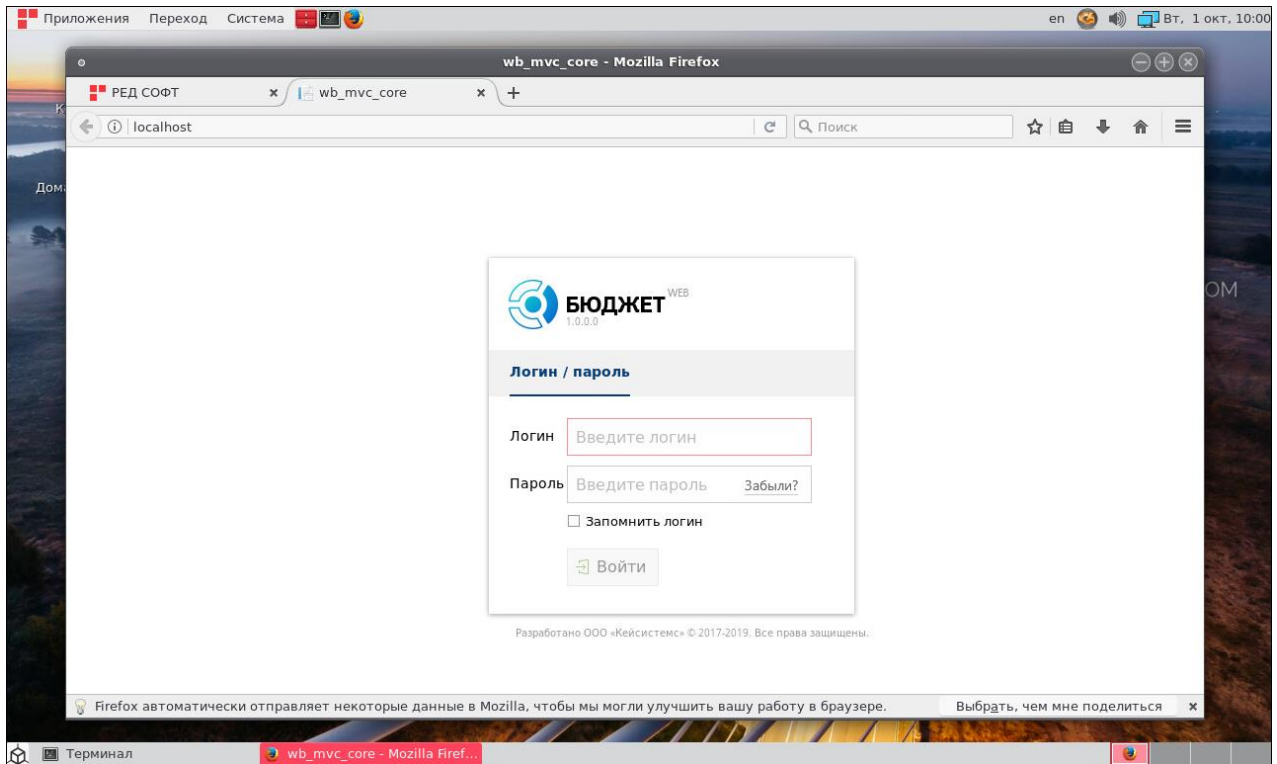 Приложения Переход Система en Вт, 1 окт, 10:00
wb_mvc_core - Mozilla Firefox
РЕД СОФТ wb_mvc_core
localhost Поиск
Дом
ОМ
БЮДЖЕТ WEB
1.0.0.0
Логин / пароль
Логин Введите логин
Пароль Введите пароль Забыли?
Запомнить логин
Войти
Разработано ООО «Кейсистемс» © 2017-2019. Все права защищены.
Firefox автоматически отправляет некоторые данные в Mozilla, чтобы мы могли улучшить вашу работу в браузере. Выбрать, чем мне поделиться
Терминал wb_mvc_core - Mozilla Firef...